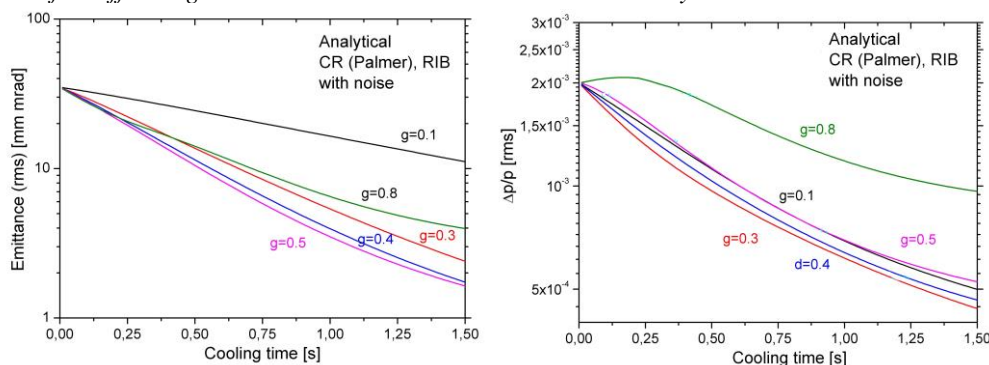 Emittance (rms) [mm mrad]
100
10
1
Analytical
CR (Palmer), RIB
with noise
g=0.1
g=0.8
g=0.3
g=0.4
g=0.5
0,00 0,25 0,50 0,75 1,00 1,25 1,50
Cooling time [s]
Δp/p [rms]
3x10⁻³
2,5x10⁻³
2x10⁻³
1,5x10⁻³
10⁻³
5x10⁻⁴
Analytical
CR (Palmer), RIB
with noise
g=0.8
g=0.1
g=0.5
g=0.3
d=0.4
0,00 0,25 0,50 0,75 1,00 1,25 1,50
Cooling time [s]